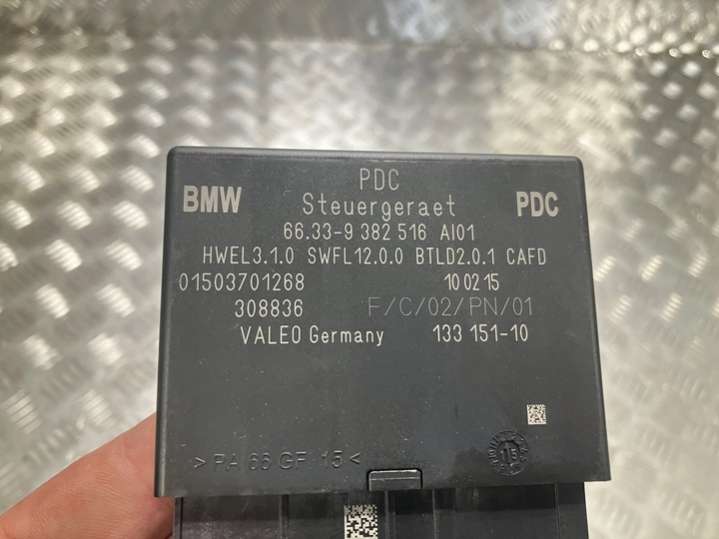 PDC
BMW Steuergeraet PDC
66.33-9 382 516 AI01
HWEL3.1.0 SWFL12.0.0 BTLD2.0.1 CAFD
01503701268 10 02 15
308836 F/C/02/PN/01
VALEO Germany 133 151-10
>PA 66 GF 15<
15